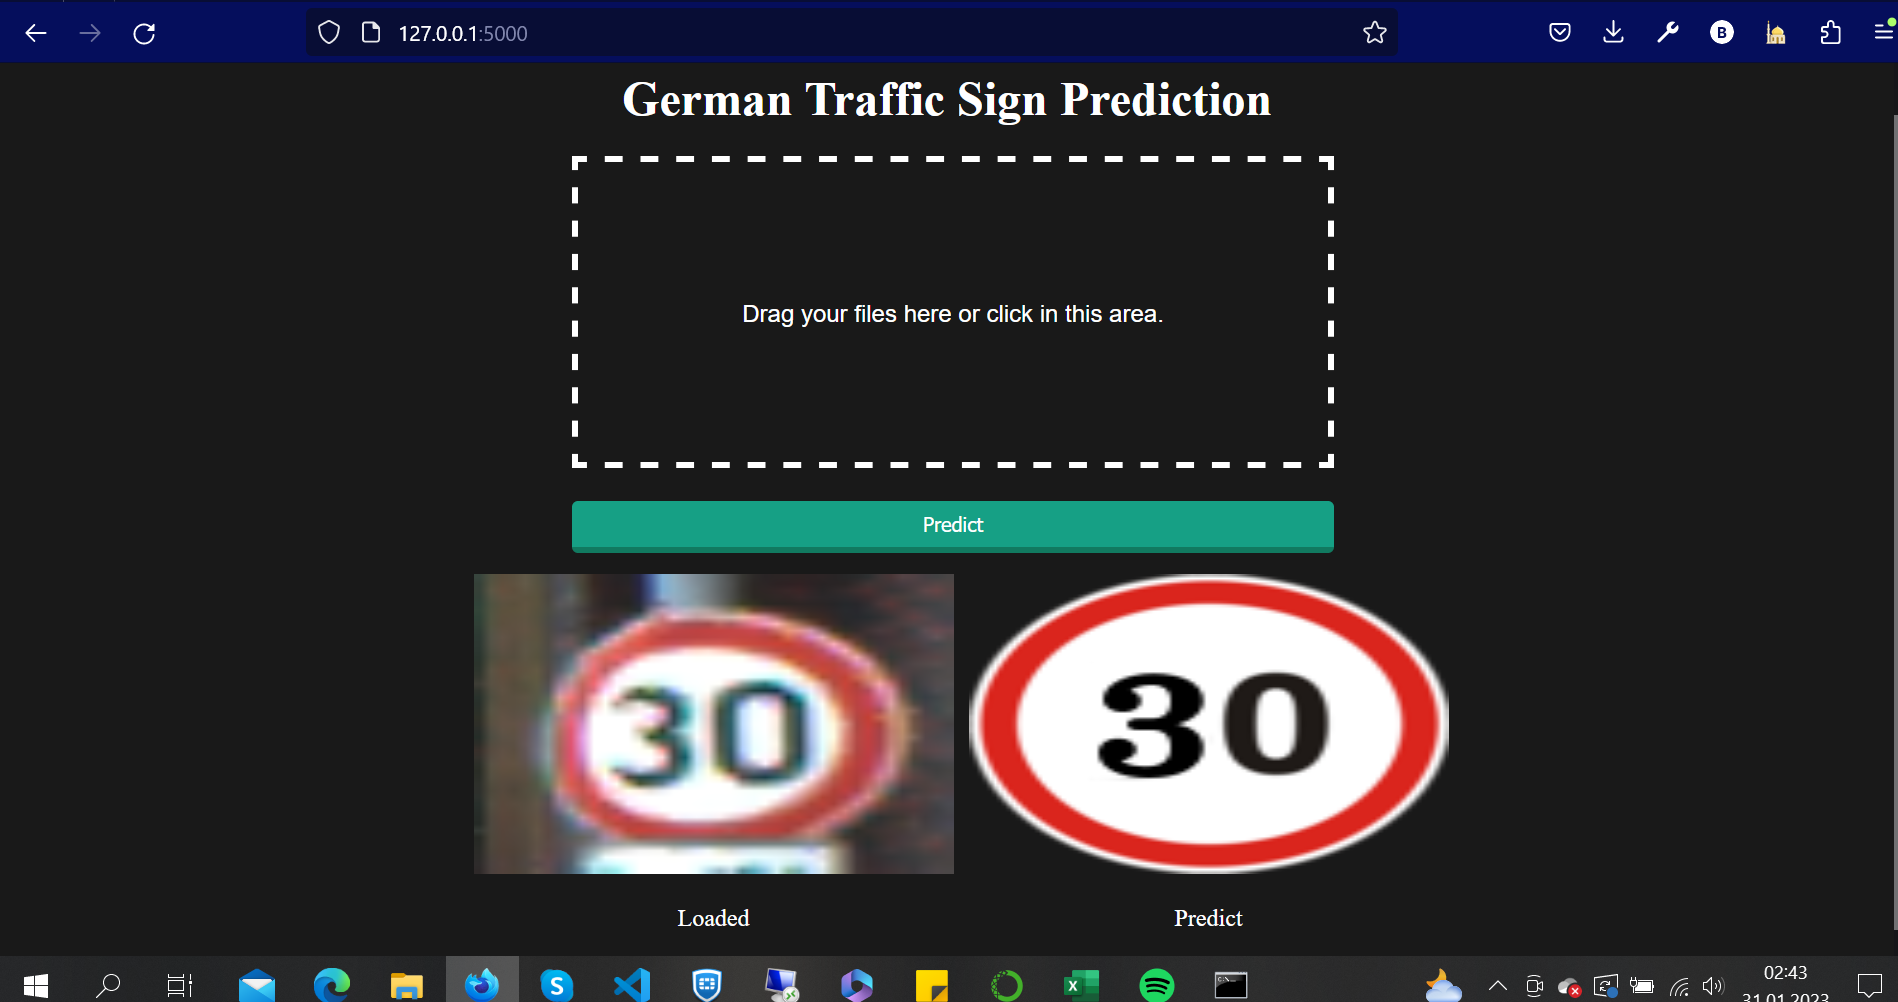 127.0.0.1:5000
German Traffic Sign Prediction
Drag your files here or click in this area.
Predict
30
30
Loaded
Predict
02:43
31.01.2023